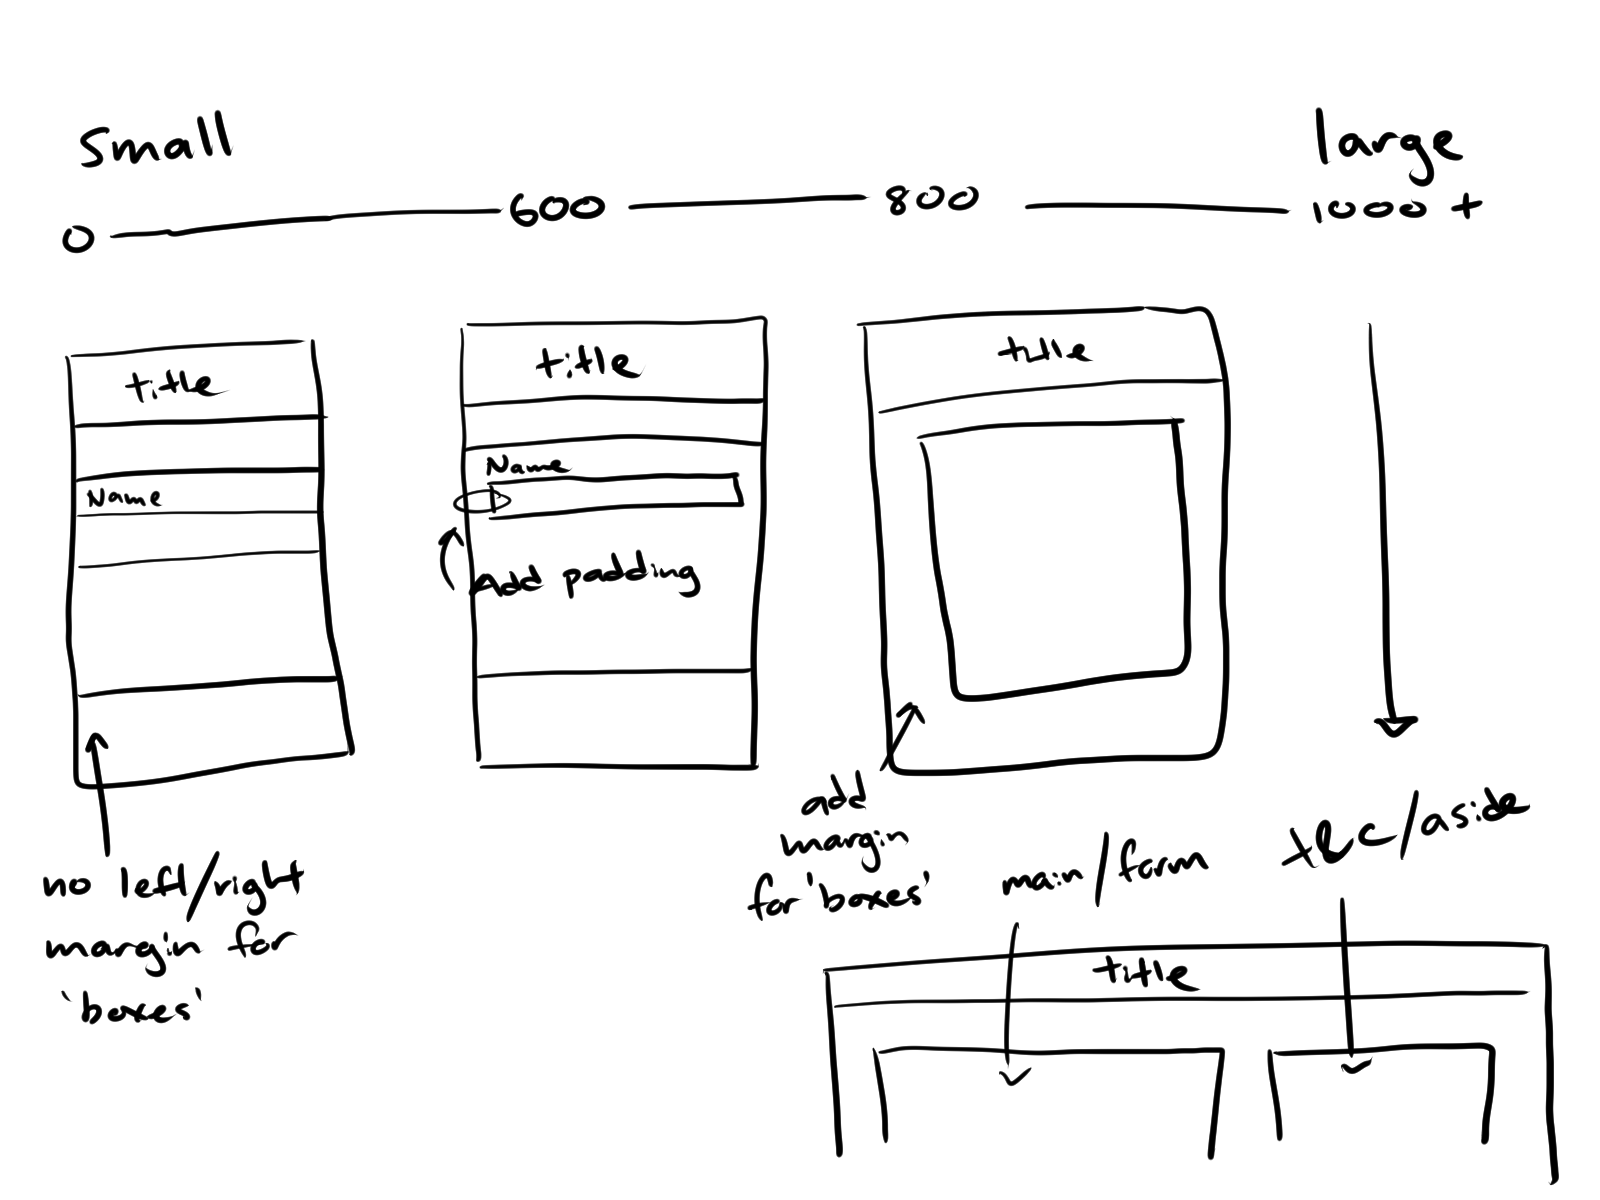 small
large
0
600
800
1000 +
title
title
title
Name
Name
Add padding
no left/right
margin for
'boxes'
add
margin
for 'boxes'
main/form
t&c/aside
title